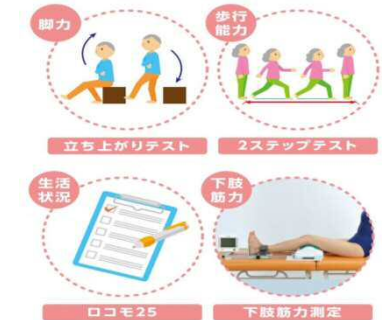 脚力
歩行
能力
立ち上がりテスト
2ステップテスト
生活
状況
下肢
筋力
ロコモ25
下肢筋力測定